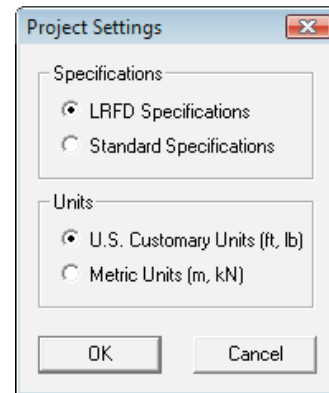 Project Settings
Specifications
LRFD Specifications
Standard Specifications
Units
U.S. Customary Units (ft, lb)
Metric Units (m, kN)
OK
Cancel